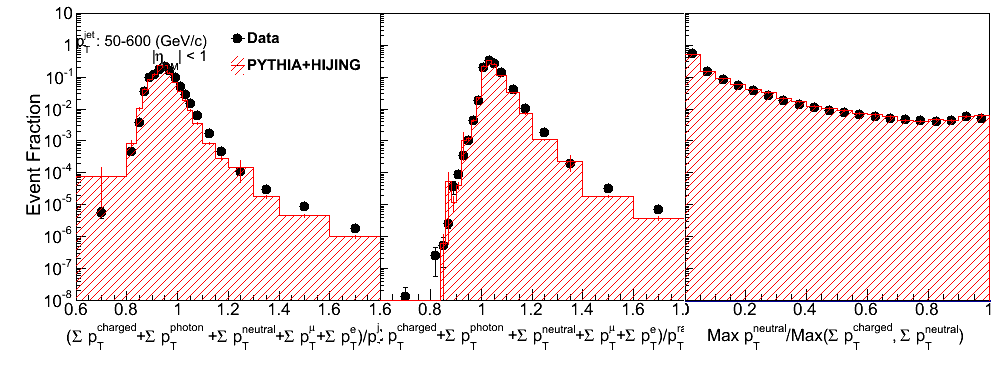 10
p_T^jet : 50-600 (GeV/c)
|η| < 1
Data
PYTHIA+HIJING
1
10^-1
10^-2
10^-3
10^-4
10^-5
10^-6
10^-7
10^-8
Event Fraction
0.6 0.8 1 1.2 1.4 1.6 0.8 1 1.2 1.4 1.6 0.2 0.4 0.6 0.8 1
(Σ p_T^charged+Σ p_T^photon+Σ p_T^neutral+Σ p_T^μ+Σ p_T^e)/p
p_T^charged+Σ p_T^photon+Σ p_T^neutral+Σ p_T^μ+Σ p_T^e)/p_T^ra
Max p_T^neutral/Max(Σ p_T^charged, Σ p_T^neutral)